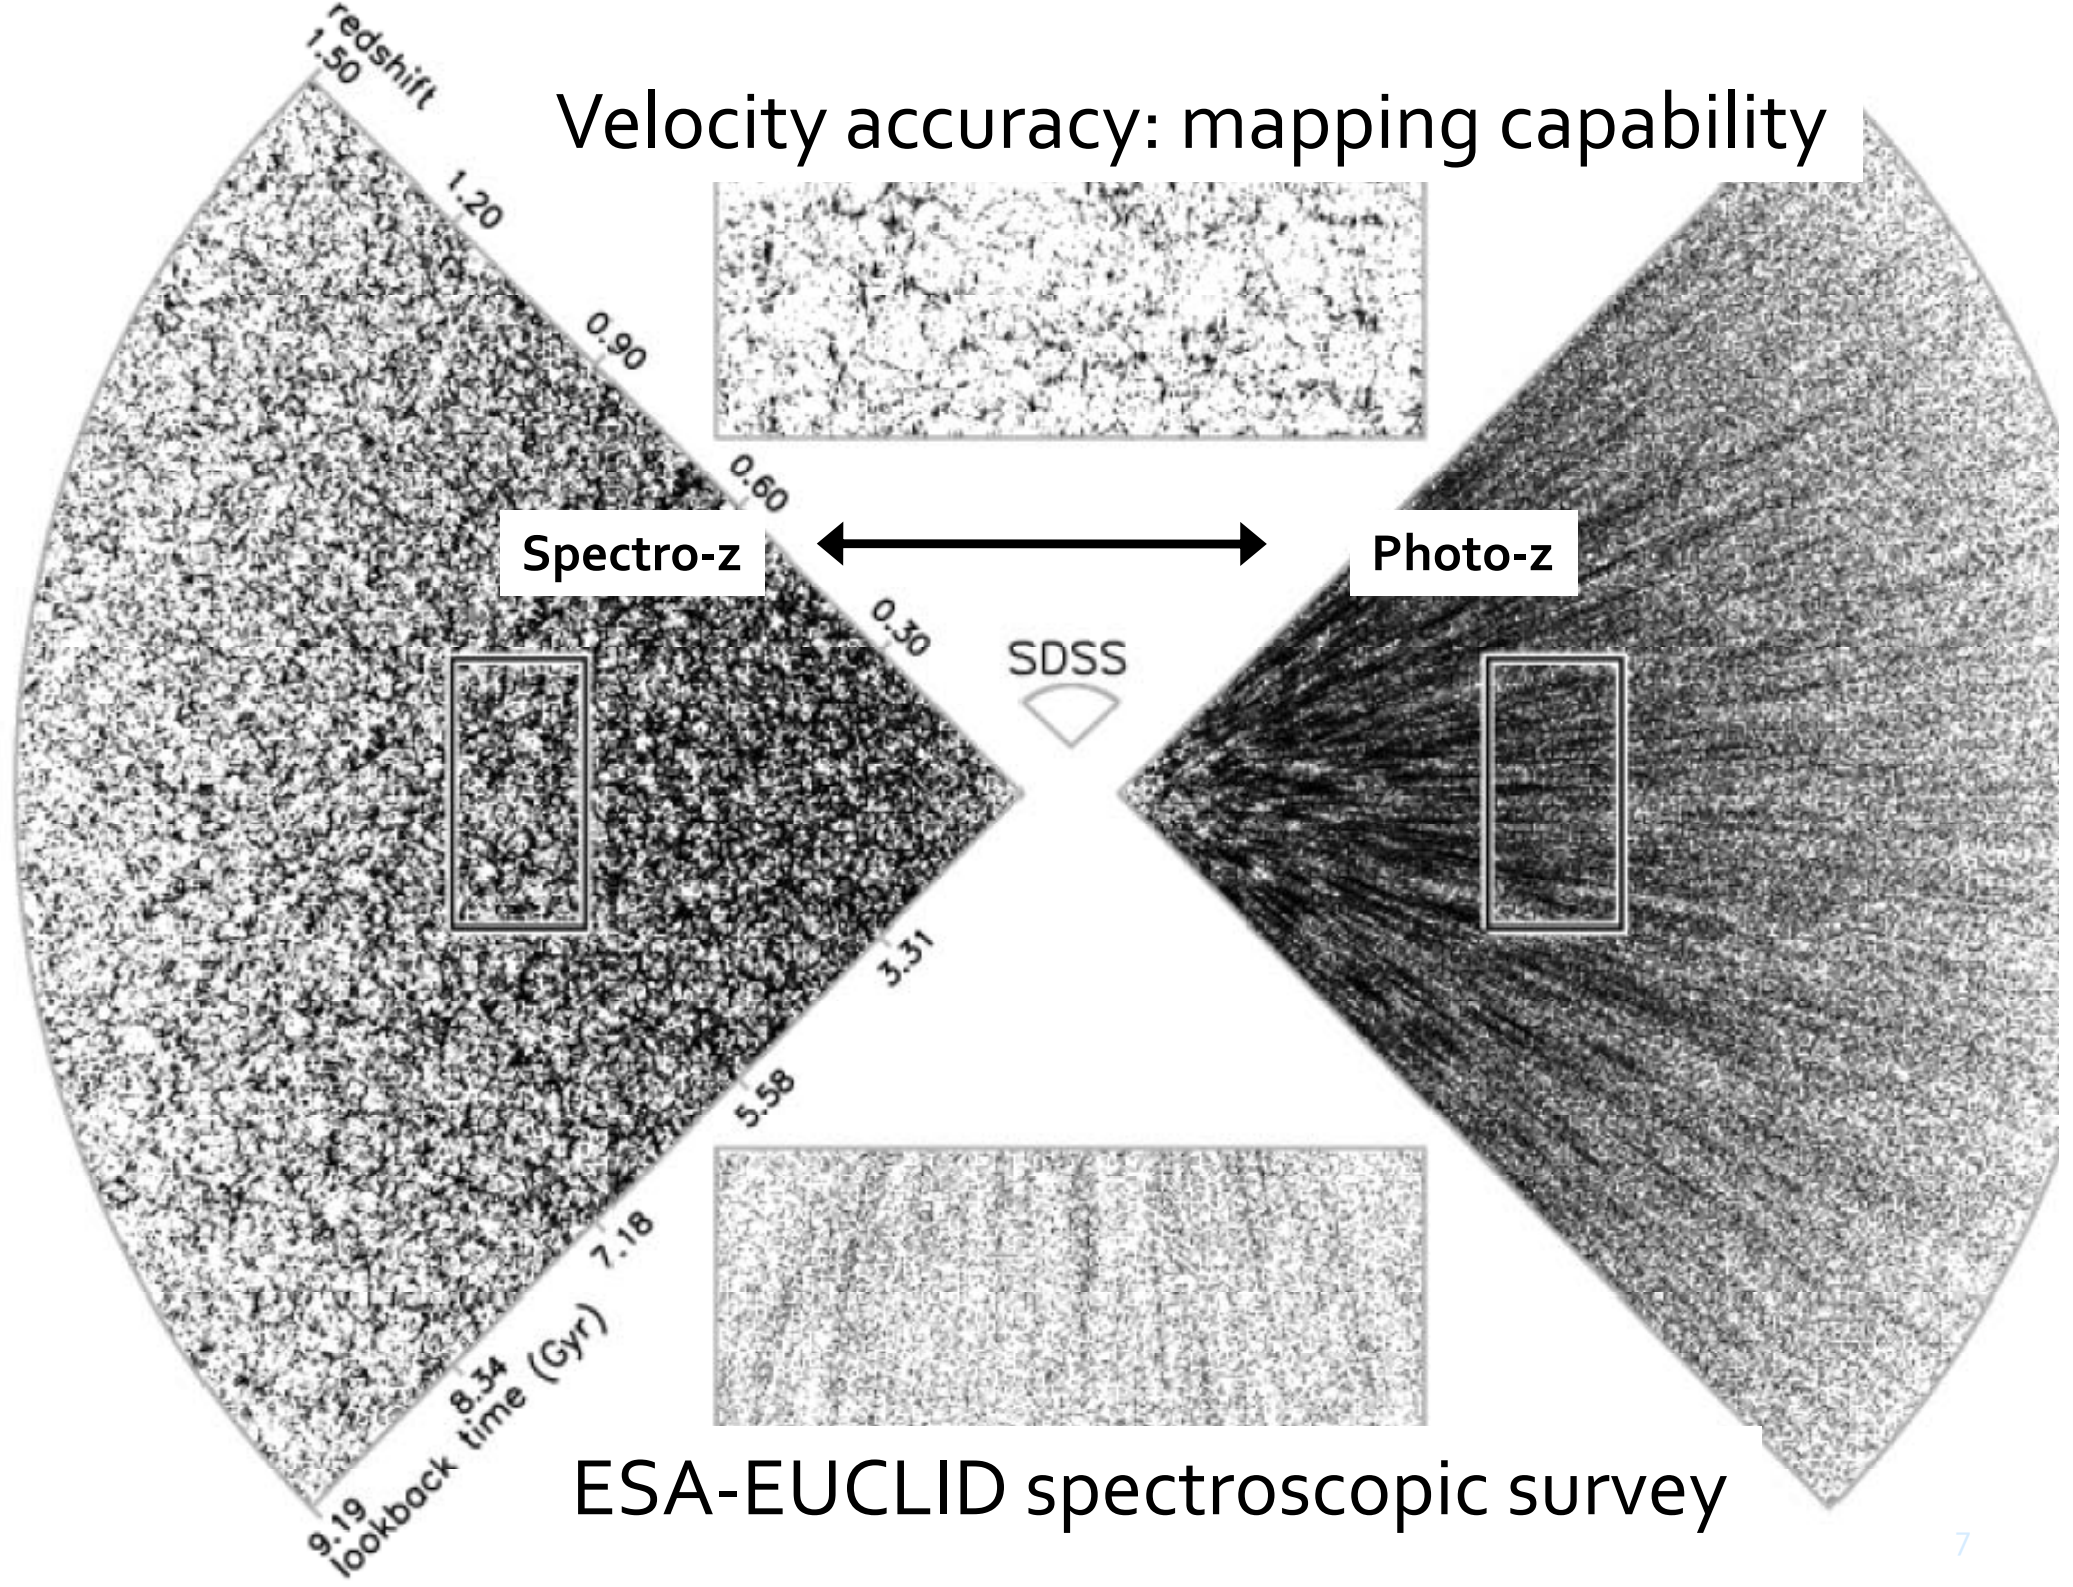 redshift
1.50
Velocity accuracy: mapping capability
1.20
0.90
0.60
Spectro-z
Photo-z
0.30
SDSS
3.31
5.58
7.18
8.34
9.19
lookback time (Gyr)
ESA-EUCLID spectroscopic survey
7